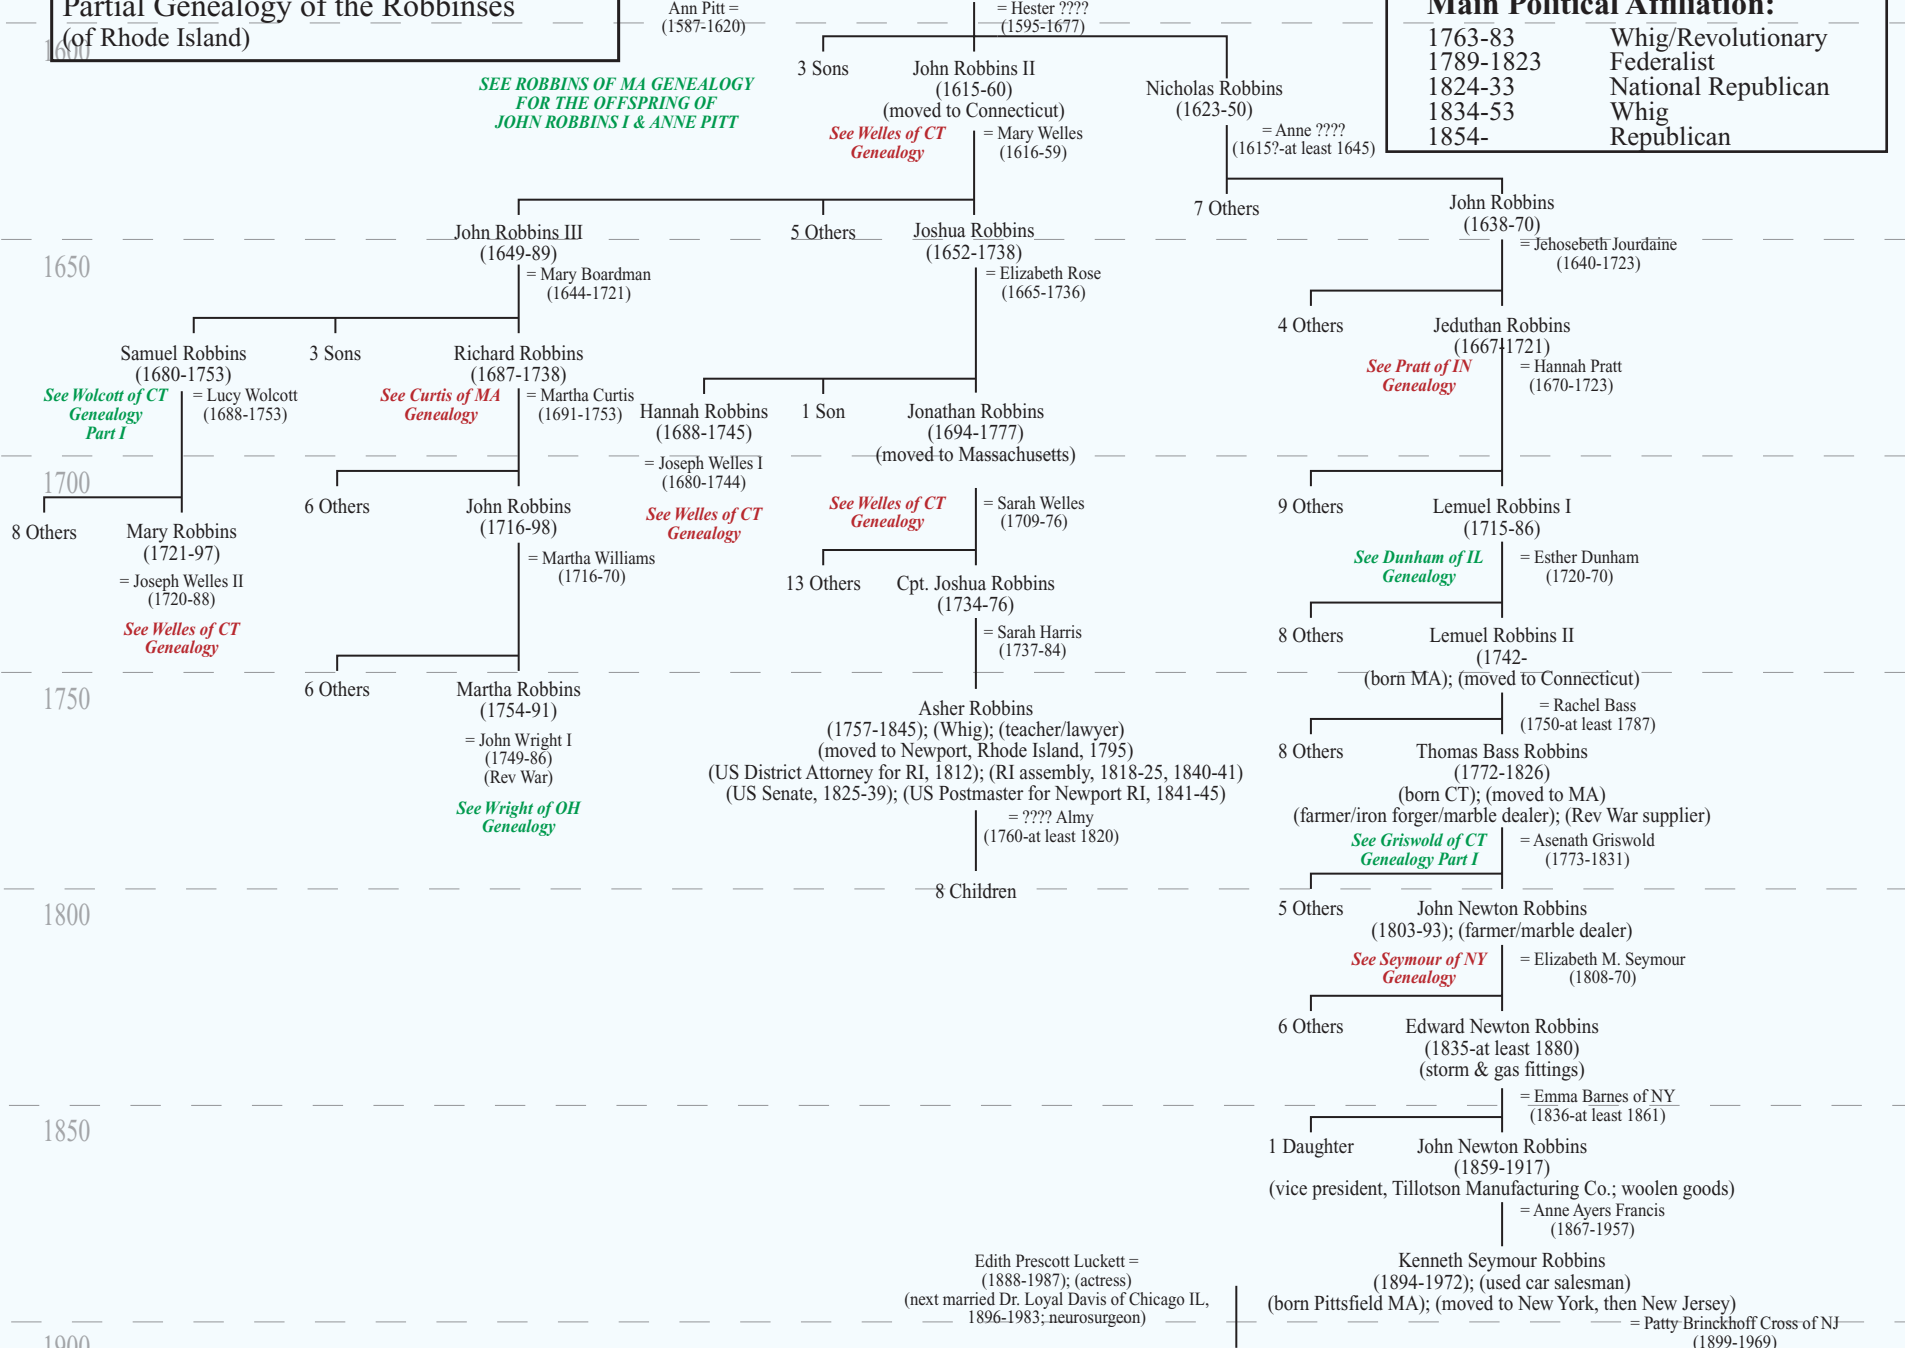 Partial Genealogy of the Robbinses
(of Rhode Island)
Ann Pitt =
(1587-1620)
= Hester ????
(1595-1677)
Main Political Affiliation:
1763-83 Whig/Revolutionary
1789-1823 Federalist
1824-33 National Republican
1834-53 Whig
1854- Republican
1600
SEE ROBBINS OF MA GENEALOGY
FOR THE OFFSPRING OF
JOHN ROBBINS I & ANNE PITT
3 Sons
John Robbins II
(1615-60)
(moved to Connecticut)
See Welles of CT
Genealogy
= Mary Welles
(1616-59)
Nicholas Robbins
(1623-50)
= Anne ????
(1615?-at least 1645)
7 Others
John Robbins
(1638-70)
= Jehosebeth Jourdaine
(1640-1723)
1650
John Robbins III
(1649-89)
= Mary Boardman
(1644-1721)
5 Others
Joshua Robbins
(1652-1738)
= Elizabeth Rose
(1665-1736)
4 Others
Jeduthan Robbins
(1667-1721)
See Pratt of IN
Genealogy
= Hannah Pratt
(1670-1723)
Samuel Robbins
(1680-1753)
See Wolcott of CT
Genealogy
Part I
= Lucy Wolcott
(1688-1753)
3 Sons
Richard Robbins
(1687-1738)
See Curtis of MA
Genealogy
= Martha Curtis
(1691-1753)
Hannah Robbins
(1688-1745)
= Joseph Welles I
(1680-1744)
See Welles of CT
Genealogy
1 Son
Jonathan Robbins
(1694-1777)
(moved to Massachusetts)
See Welles of CT
Genealogy
= Sarah Welles
(1709-76)
1700
8 Others
Mary Robbins
(1721-97)
= Joseph Welles II
(1720-88)
See Welles of CT
Genealogy
6 Others
John Robbins
(1716-98)
= Martha Williams
(1716-70)
13 Others
Cpt. Joshua Robbins
(1734-76)
= Sarah Harris
(1737-84)
9 Others
Lemuel Robbins I
(1715-86)
See Dunham of IL
Genealogy
= Esther Dunham
(1720-70)
8 Others
Lemuel Robbins II
(1742-
(born MA); (moved to Connecticut)
= Rachel Bass
(1750-at least 1787)
1750
6 Others
Martha Robbins
(1754-91)
= John Wright I
(1749-86)
(Rev War)
See Wright of OH
Genealogy
Asher Robbins
(1757-1845); (Whig); (teacher/lawyer)
(moved to Newport, Rhode Island, 1795)
(US District Attorney for RI, 1812); (RI assembly, 1818-25, 1840-41)
(US Senate, 1825-39); (US Postmaster for Newport RI, 1841-45)
= ???? Almy
(1760-at least 1820)
8 Children
8 Others
Thomas Bass Robbins
(1772-1826)
(born CT); (moved to MA)
(farmer/iron forger/marble dealer); (Rev War supplier)
See Griswold of CT
Genealogy Part I
= Asenath Griswold
(1773-1831)
1800
5 Others
John Newton Robbins
(1803-93); (farmer/marble dealer)
See Seymour of NY
Genealogy
= Elizabeth M. Seymour
(1808-70)
6 Others
Edward Newton Robbins
(1835-at least 1880)
(storm & gas fittings)
= Emma Barnes of NY
(1836-at least 1861)
1850
1 Daughter
John Newton Robbins
(1859-1917)
(vice president, Tillotson Manufacturing Co.; woolen goods)
= Anne Ayers Francis
(1867-1957)
Edith Prescott Luckett =
(1888-1987); (actress)
(next married Dr. Loyal Davis of Chicago IL,
1896-1983; neurosurgeon)
Kenneth Seymour Robbins
(1894-1972); (used car salesman)
(born Pittsfield MA); (moved to New York, then New Jersey)
= Patty Brinckhoff Cross of NJ
(1899-1969)
1900